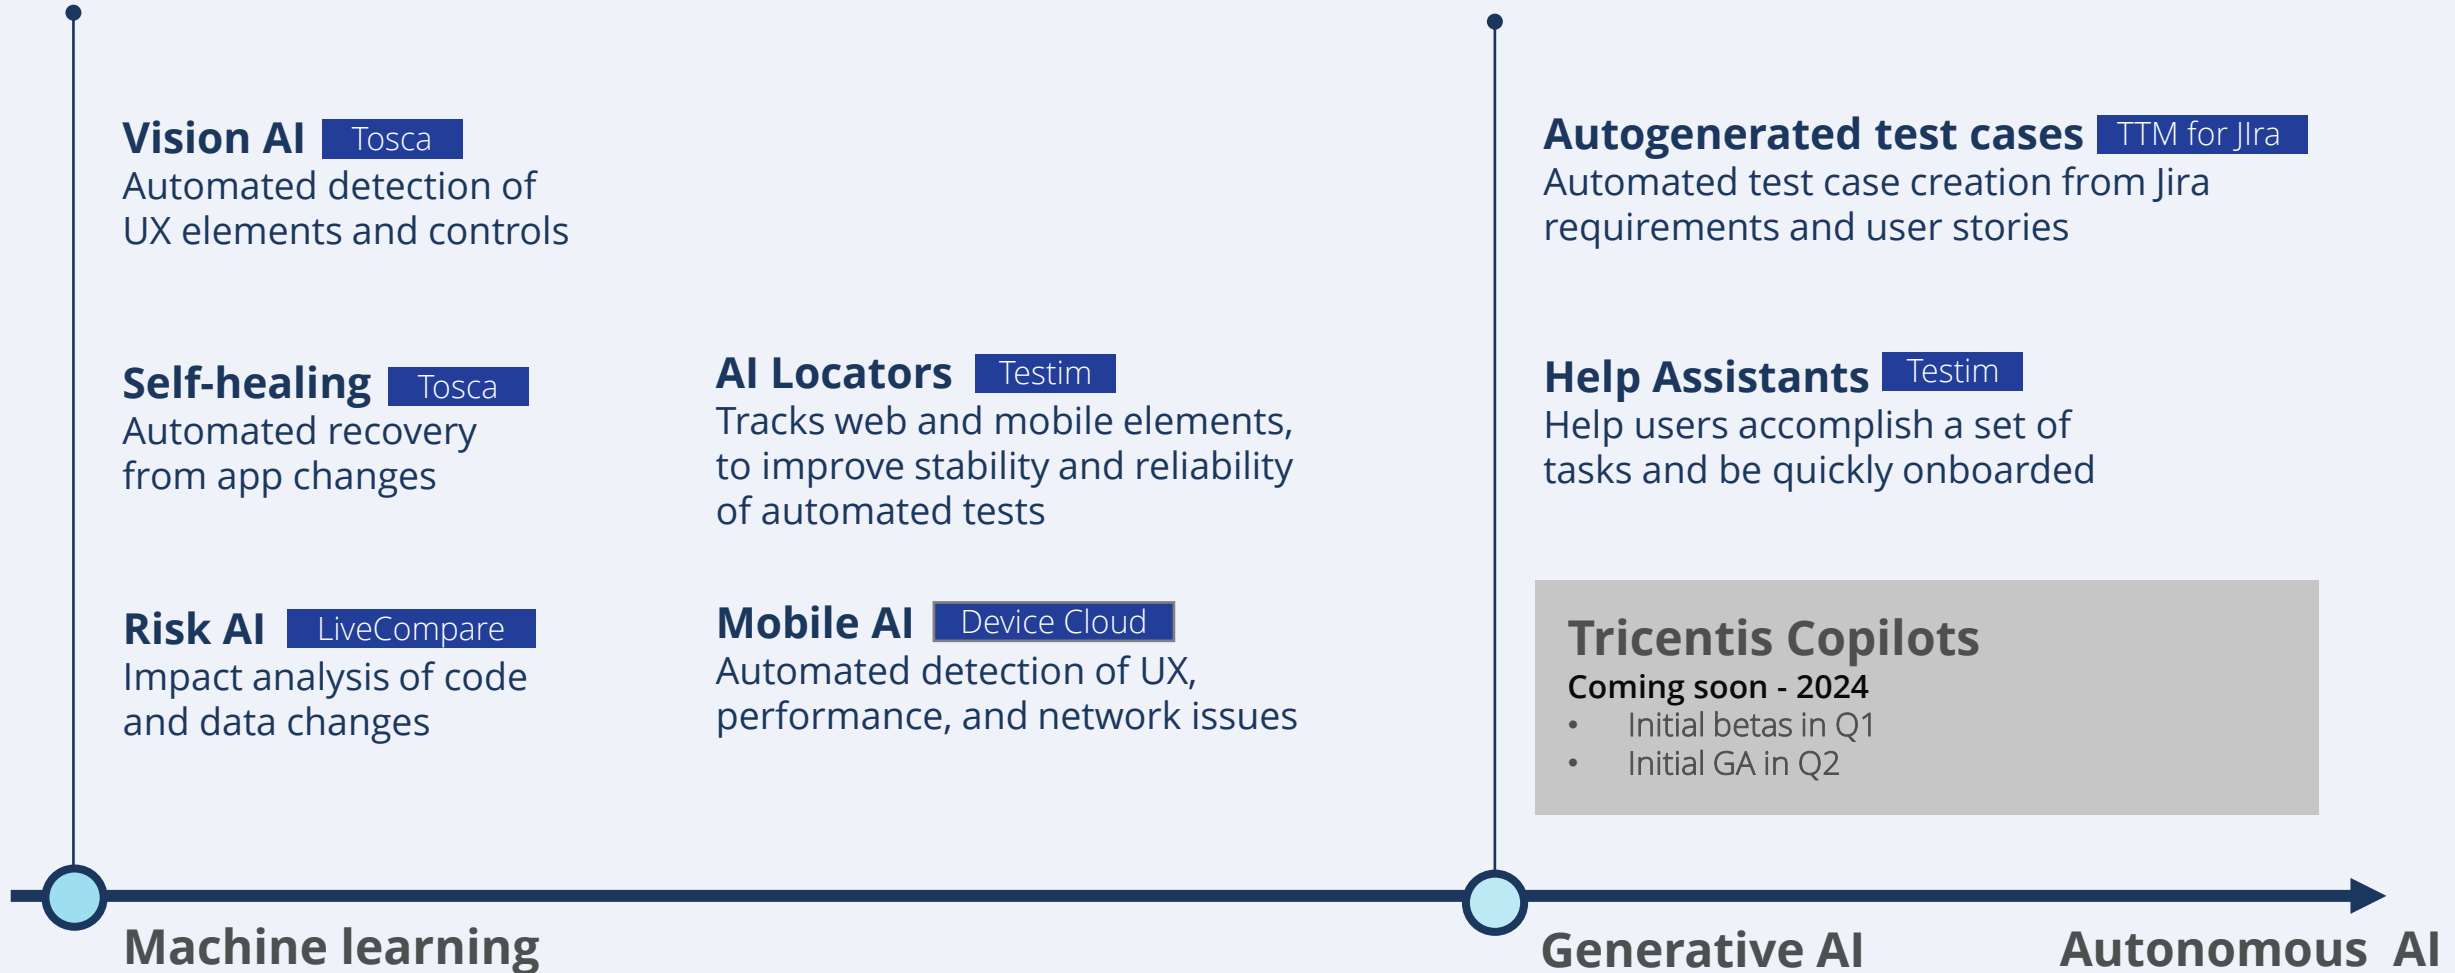 Vision AI Tosca
Automated detection of
UX elements and controls
Self-healing Tosca
Automated recovery
from app changes
Risk AI LiveCompare
Impact analysis of code
and data changes
AI Locators Testim
Tracks web and mobile elements,
to improve stability and reliability
of automated tests
Mobile AI Device Cloud
Automated detection of UX,
performance, and network issues
Autogenerated test cases TTM for JIra
Automated test case creation from Jira
requirements and user stories
Help Assistants Testim
Help users accomplish a set of
tasks and be quickly onboarded
Tricentis Copilots
Coming soon - 2024
• Initial betas in Q1
• Initial GA in Q2
Machine learning
Generative AI
Autonomous AI